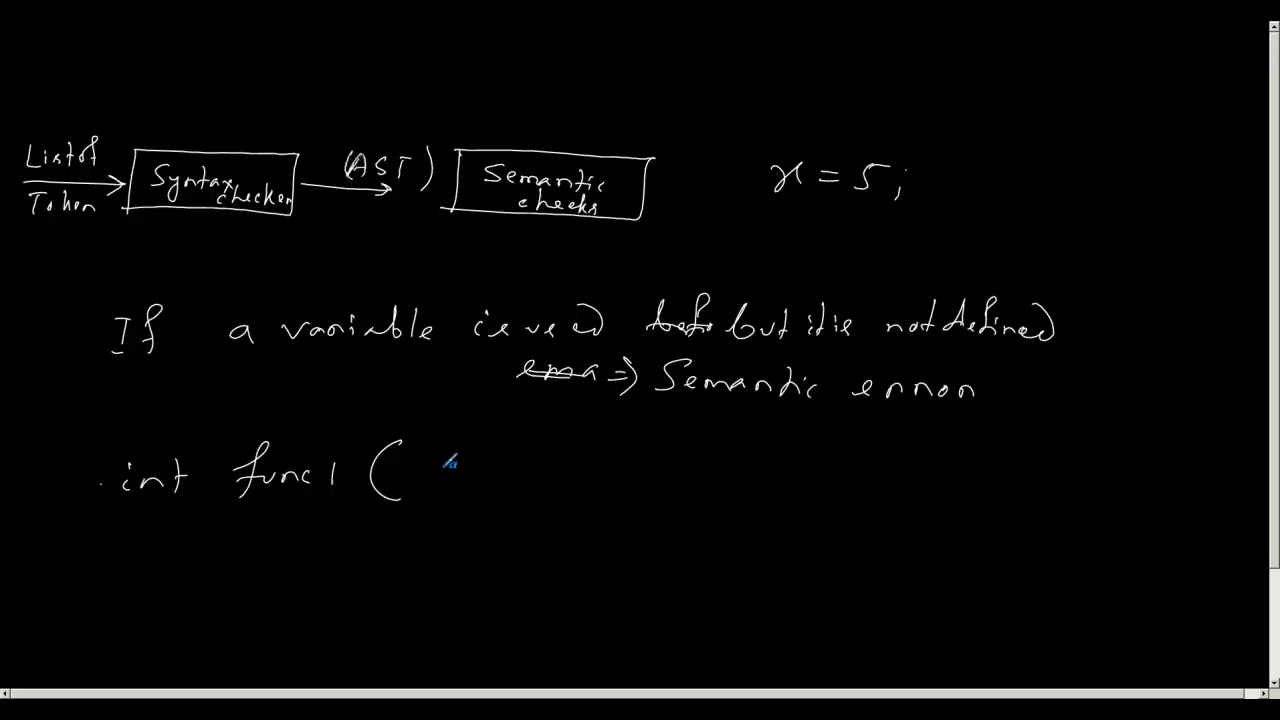 List of
Token
Syntax
checker
(AST)
Semantic
checks
x = 5;
If a variable is used but it is not defined
=> Semantic error
int func1 (